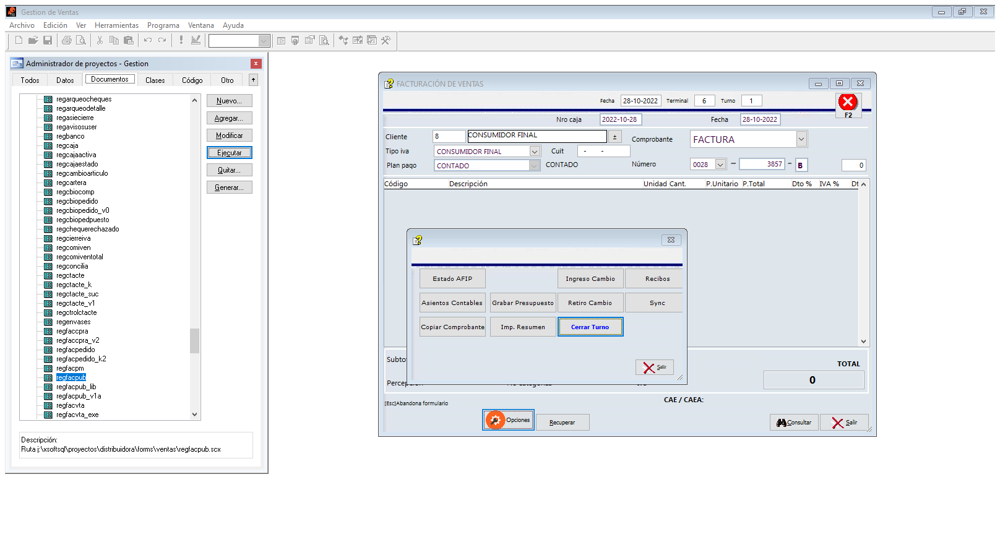 Gestion de Ventas
Archivo Edición Ver Herramientas Programa Ventana Ayuda
Administrador de proyectos - Gestion
Todos Datos Documentos Clases Código Otro
regarqueocheques
regarqueodetalle
regasiecierre
regavisosuser
regbanco
regcaja
regcajaactiva
regcajaestado
regcambioarticulo
regcartera
regcbiocomp
regcbiopedido
regcbiopedido_v0
regcbiopedpuesto
regchequerechazado
regcierreiva
regcomiven
regcomiventotal
regconcilia
regctacte
regctacte_k
regctacte_suc
regctacte_v1
regctrolctacte
regenvases
regfaccpra
regfaccpra_v2
regfacpedido
regfacpedido_k2
regfacpm
regfacpub
regfacpub_lib
regfacpub_v1a
regfacvta
regfacvta_exe
Nuevo...
Agregar...
Modificar
Ejecutar
Quitar...
Generar...
Descripción:
Ruta j:\xsoftsql\proyectos\distribuidora\forms\ventas\regfacpub.scx
FACTURACIÓN DE VENTAS
Fecha 28-10-2022 Terminal 6 Turno 1
F2
Nro caja 2022-10-28 Fecha 28-10-2022
Cliente 8 CONSUMIDOR FINAL ± Comprobante FACTURA
Tipo iva CONSUMIDOR FINAL Cuit - -
Plan pago CONTADO CONTADO Número 0028 - 3857 - B 0
Código Descripción Unidad Cant. P.Unitario P.Total Dto % IVA % Dt
Estado AFIP Ingreso Cambio Recibos
Asientos Contables Grabar Presupuesto Retiro Cambio Sync
Copiar Comprobante Imp. Resumen Cerrar Turno
Salir
Subto
TOTAL
0
CAE / CAEA:
[Esc]Abandona formulario
Opciones Recuperar Consultar Salir